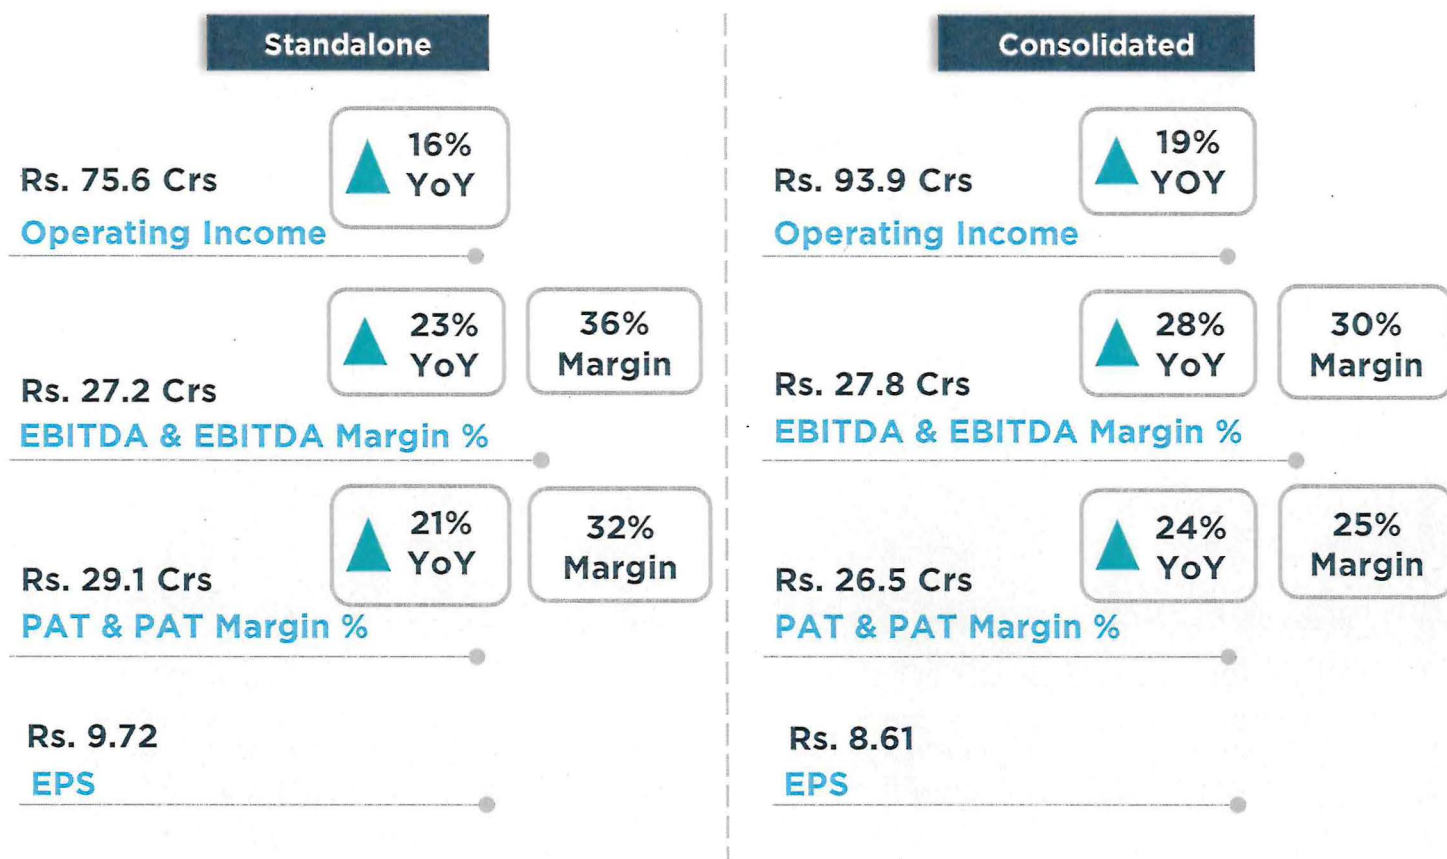 Standalone
16%
YoY
Rs. 75.6 Crs
Operating Income
23%
YoY
36%
Margin
Rs. 27.2 Crs
EBITDA & EBITDA Margin %
21%
YoY
32%
Margin
Rs. 29.1 Crs
PAT & PAT Margin %
Rs. 9.72
EPS
Consolidated
19%
YOY
Rs. 93.9 Crs
Operating Income
28%
YoY
30%
Margin
Rs. 27.8 Crs
EBITDA & EBITDA Margin %
24%
YoY
25%
Margin
Rs. 26.5 Crs
PAT & PAT Margin %
Rs. 8.61
EPS